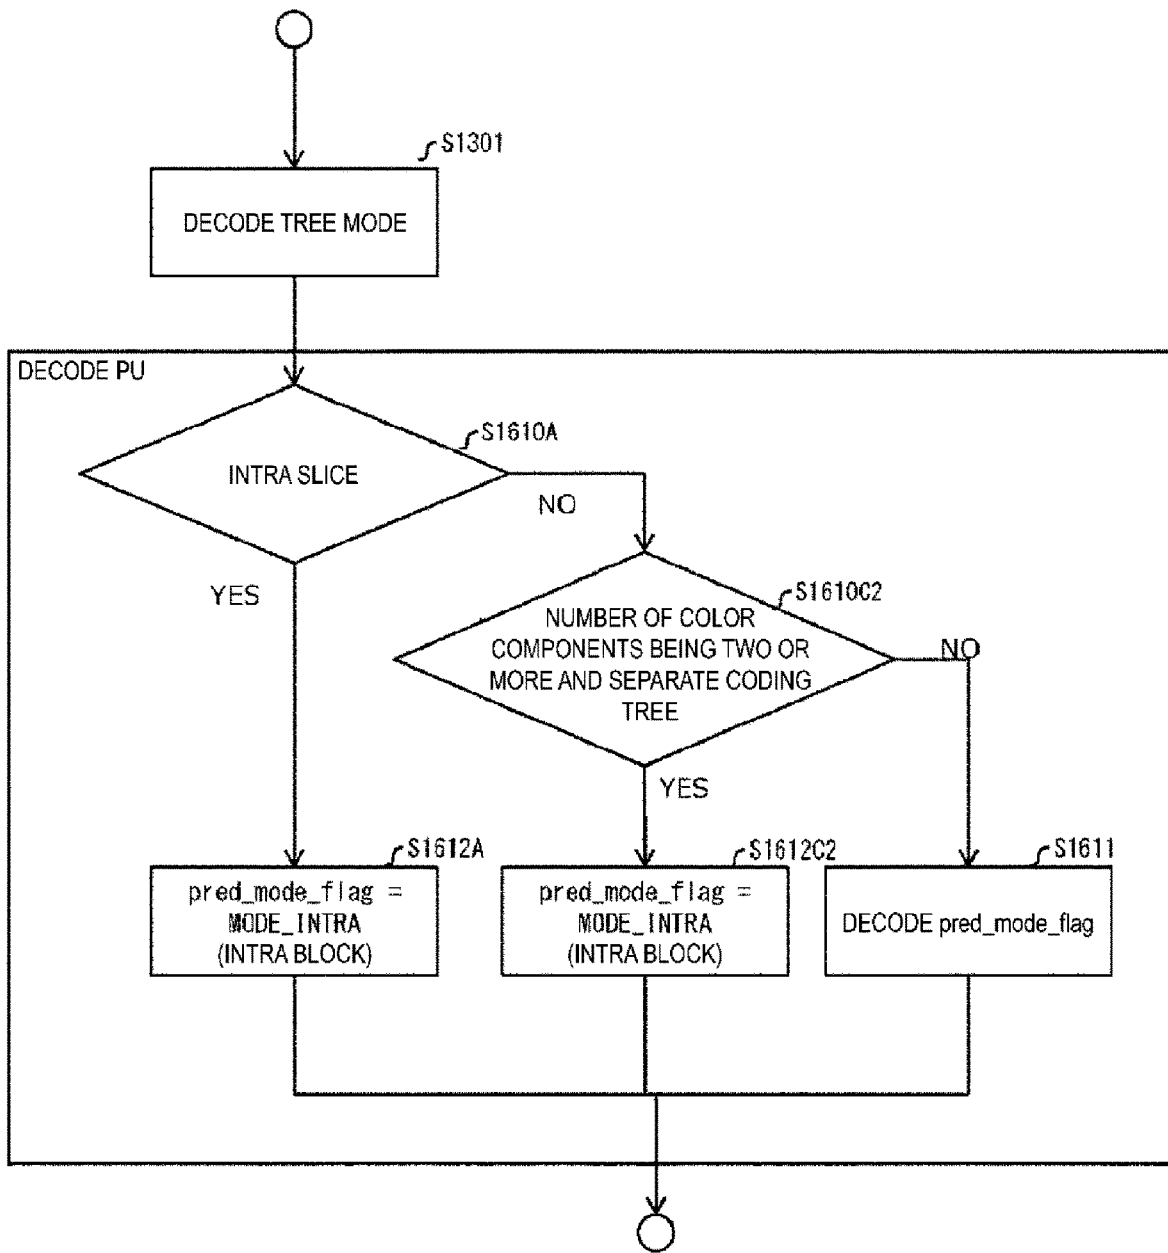 S1301
DECODE TREE MODE
DECODE PU
S1610A
INTRA SLICE
NO
YES
S1610C2
NUMBER OF COLOR
COMPONENTS BEING TWO OR
MORE AND SEPARATE CODING
TREE
NO
YES
S1612A
pred_mode_flag =
MODE_INTRA
(INTRA BLOCK)
S1612C2
pred_mode_flag =
MODE_INTRA
(INTRA BLOCK)
S1611
DECODE pred_mode_flag